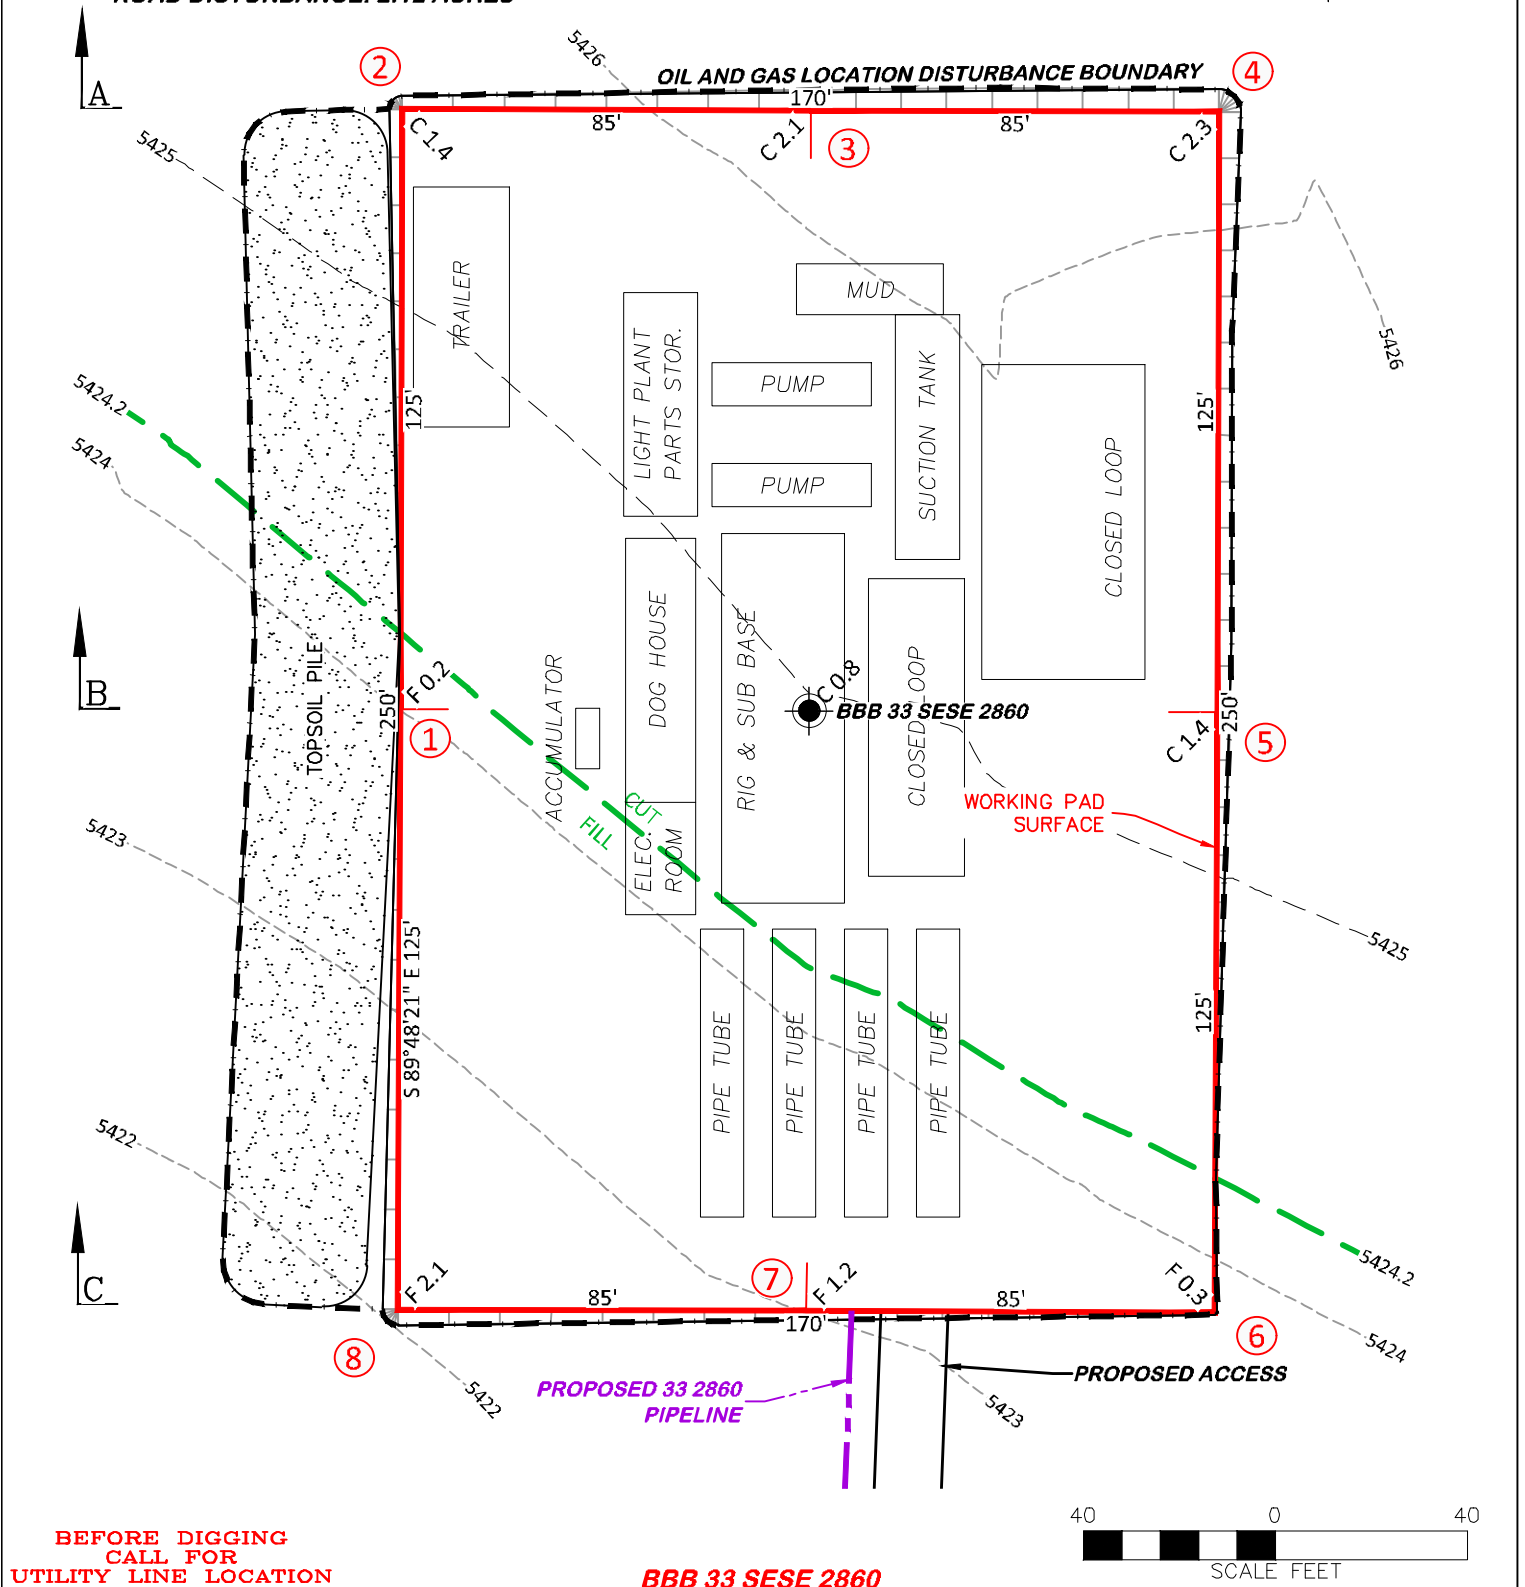 A
2
5426
OIL AND GAS LOCATION DISTURBANCE BOUNDARY
4
170'
85'
85'
C 1.4
C 2.1
3
C 2.3
5425
TRAILER
MUD
LIGHT PLANT
PARTS STOR.
PUMP
SUCTION TANK
5426
5424.2
125'
125'
5424
PUMP
CLOSED LOOP
B
TOPSOIL PILE
F 0.2
250'
1
ACCUMULATOR
DOG HOUSE
RIG & SUB BASE
C 0.8
BBB 33 SESE 2860
CLOSED LOOP
250'
C 1.4
5
WORKING PAD
SURFACE
CUT
FILL
ELEC.
ROOM
5423
S 89°48'21" E 125'
5425
125'
PIPE TUBE
PIPE TUBE
PIPE TUBE
PIPE TUBE
5422
C
F 2.1
7
F 1.2
F 0.3
5424.2
85'
85'
170'
8
6
5424
PROPOSED 33 2860
PIPELINE
PROPOSED ACCESS
5422
5423
BEFORE DIGGING
CALL FOR
UTILITY LINE LOCATION
BBB 33 SESE 2860
40 0 40
SCALE FEET